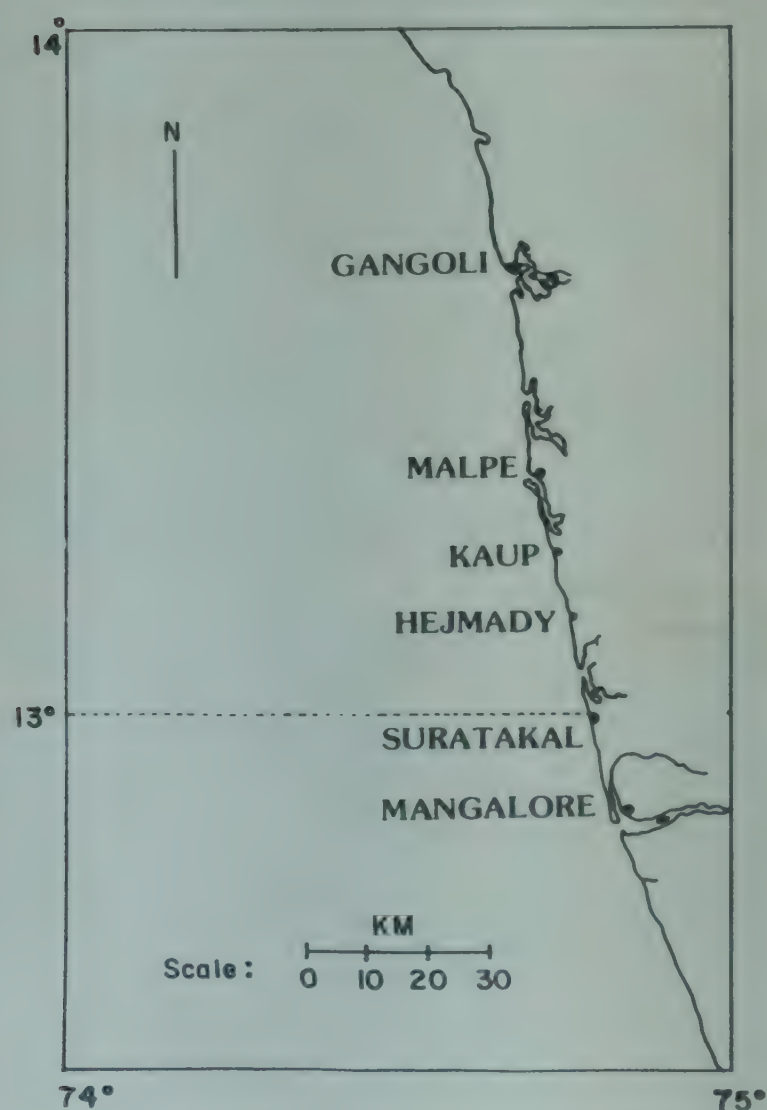 14°
N
GANGOLI
MALPE
KAUP
HEJMADY
13°
SURATAKAL
MANGALORE
KM
Scale:
0 10 20 30
74° 75°